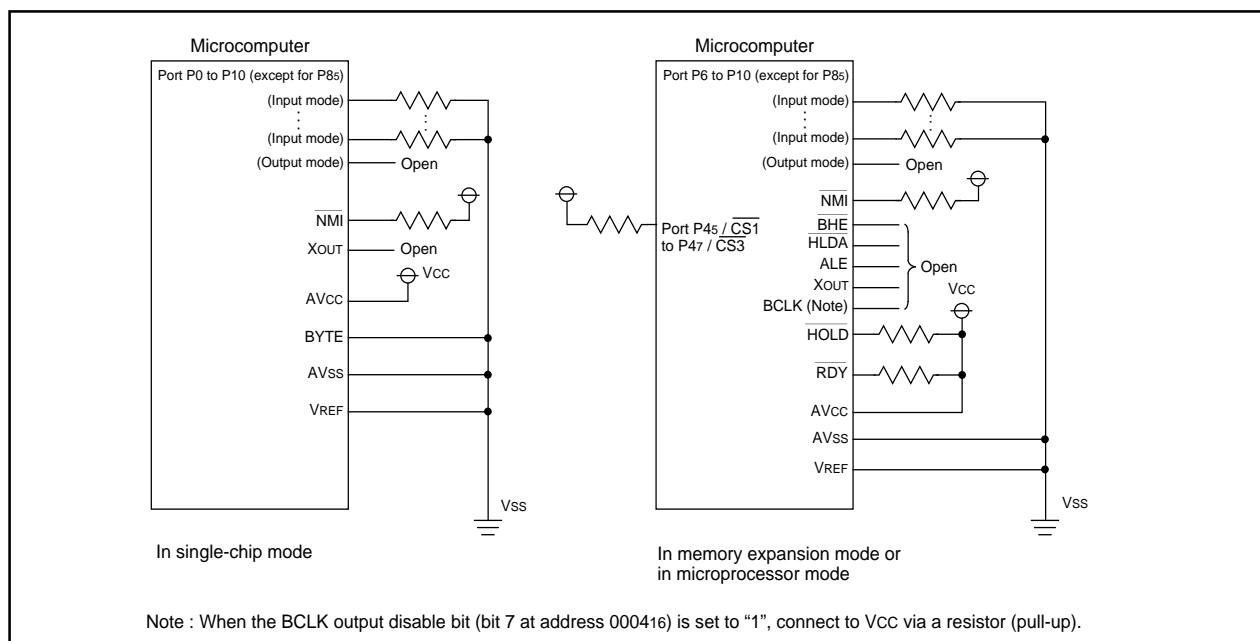 Microcomputer
Port P0 to P10 (except for P85)
(Input mode)
(Input mode)
(Output mode)
Open
NMI
XOUT
Open
VCC
AVCC
BYTE
AVSS
VREF
VSS
In single-chip mode
Microcomputer
Port P6 to P10 (except for P85)
(Input mode)
(Input mode)
(Output mode)
Open
NMI
Port P45 / CS1
to P47 / CS3
BHE
HLDA
ALE
XOUT
BCLK (Note)
Open
VCC
HOLD
RDY
AVCC
AVSS
VREF
VSS
In memory expansion mode or
in microprocessor mode
Note : When the BCLK output disable bit (bit 7 at address 000416) is set to “1”, connect to VCC via a resistor (pull-up).